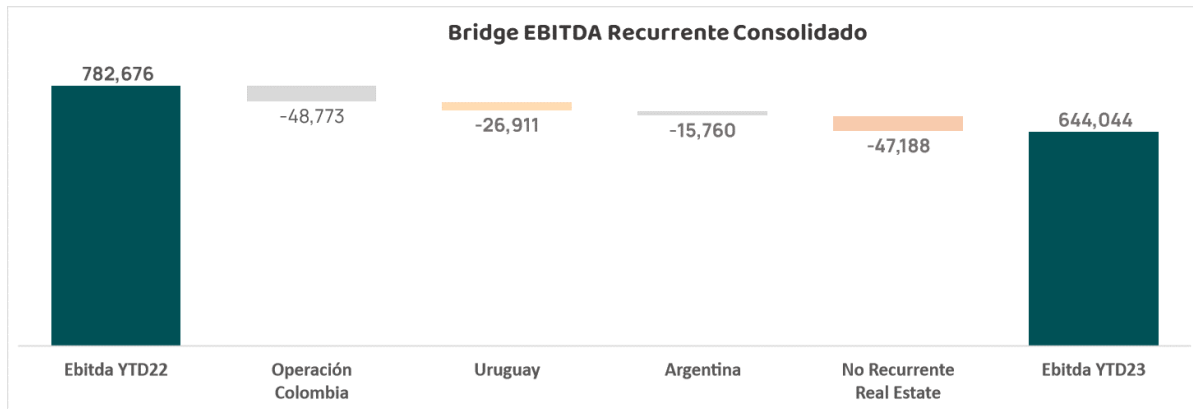 Bridge EBITDA Recurrente Consolidado
782,676
-48,773
-26,911
-15,760
-47,188
644,044
Ebitda YTD22
Operación
Colombia
Uruguay
Argentina
No Recurrente
Real Estate
Ebitda YTD23